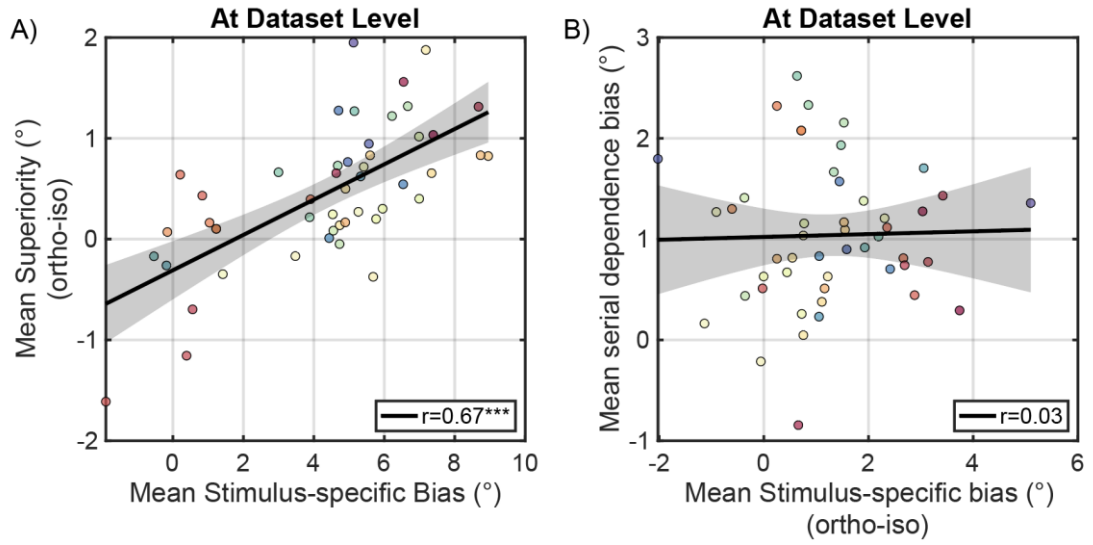 A)
At Dataset Level
Mean Superiority (°)
(ortho-iso)
2
1
0
-1
-2
0
2
4
6
8
10
r=0.67***
Mean Stimulus-specific Bias (°)
B)
At Dataset Level
Mean serial dependence bias (°)
3
2
1
0
-1
-2
0
2
4
6
r=0.03
Mean Stimulus-specific bias (°)
(ortho-iso)